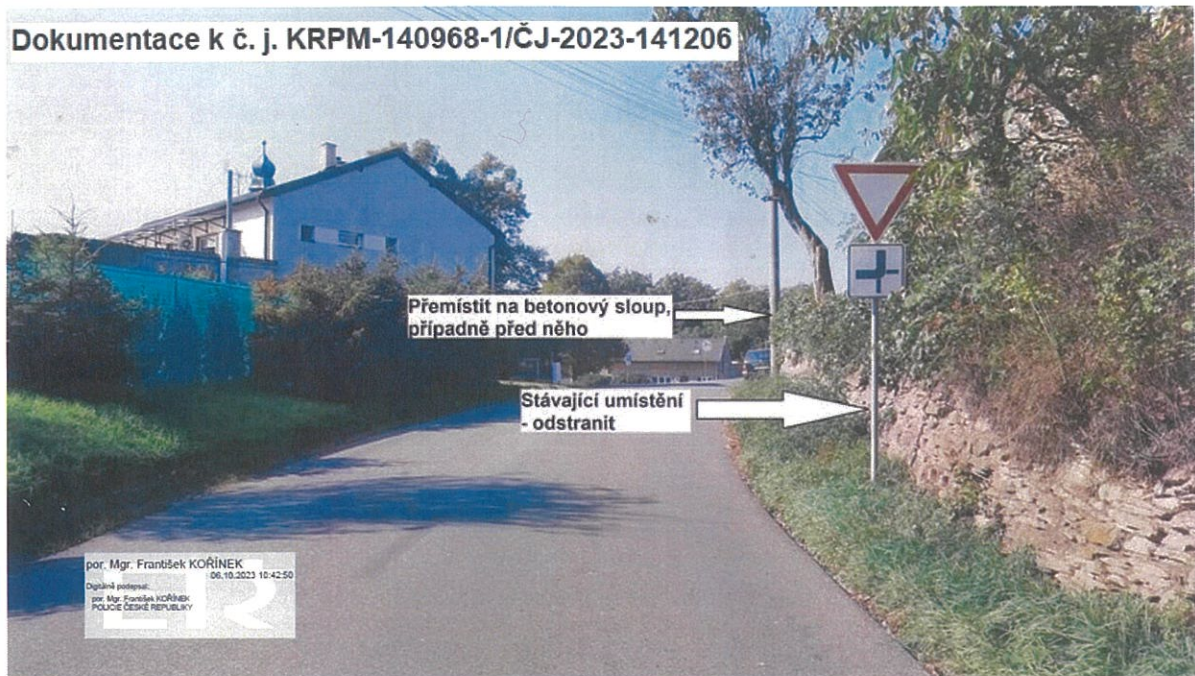 Dokumentace k č. j. KRPM-140968-1/ČJ-2023-141206
Přemístit na betonový sloup,
případně před něho
Stávající umístění
- odstranit
por. Mgr. František KOŘÍNEK
06.10.2023 10:42:50
Digitálně podepsal:
por. Mgr. František KOŘÍNEK
POLICIE ČESKÉ REPUBLIKY